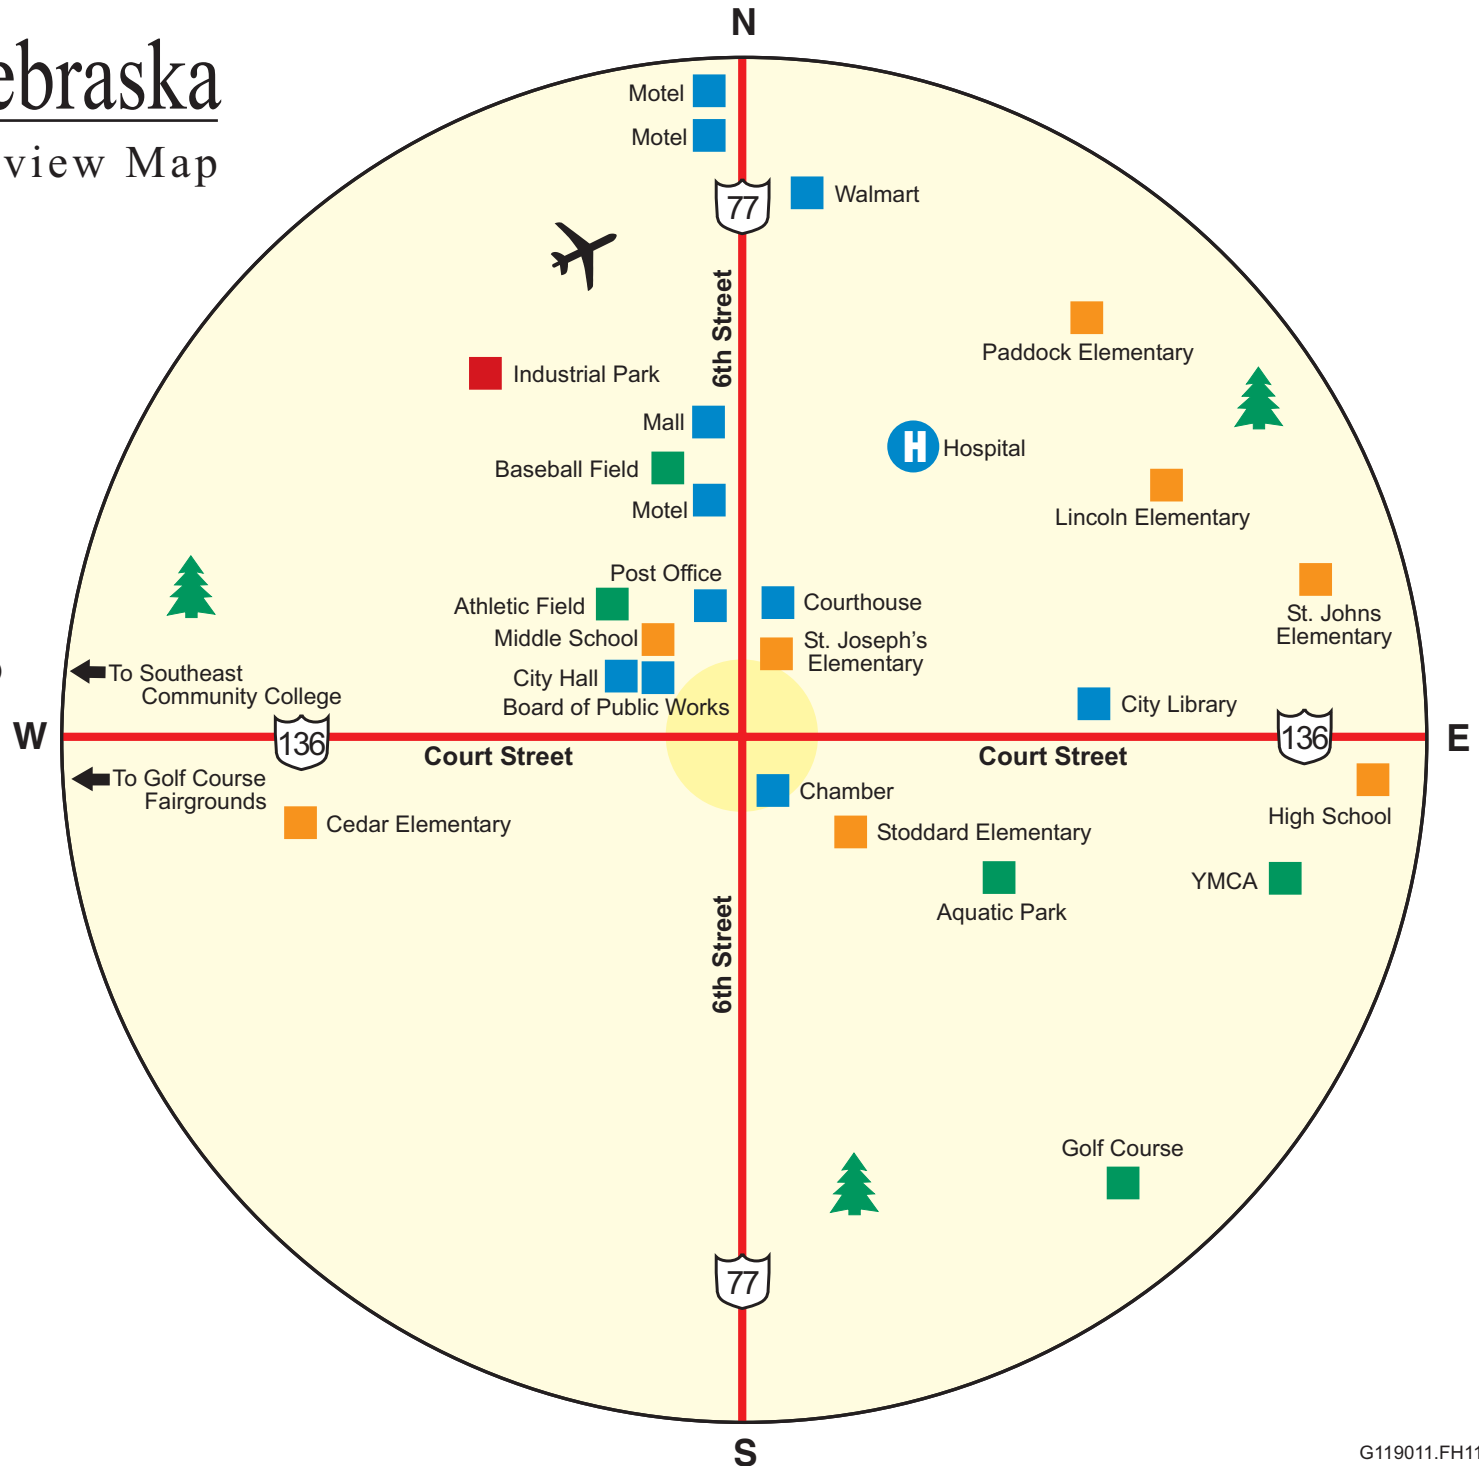 N
ebraska
view Map
Motel
Motel
77
Walmart
6th Street
Paddock Elementary
Industrial Park
Mall
Hospital
H
Baseball Field
Motel
Lincoln Elementary
Post Office
Athletic Field
Courthouse
St. Johns
Elementary
Middle School
St. Joseph's
Elementary
To Southeast
Community College
City Hall
Board of Public Works
City Library
W
136
Court Street
Court Street
136
E
To Golf Course
Fairgrounds
Chamber
High School
Cedar Elementary
Stoddard Elementary
YMCA
Aquatic Park
6th Street
Golf Course
77
S
G119011.FH11